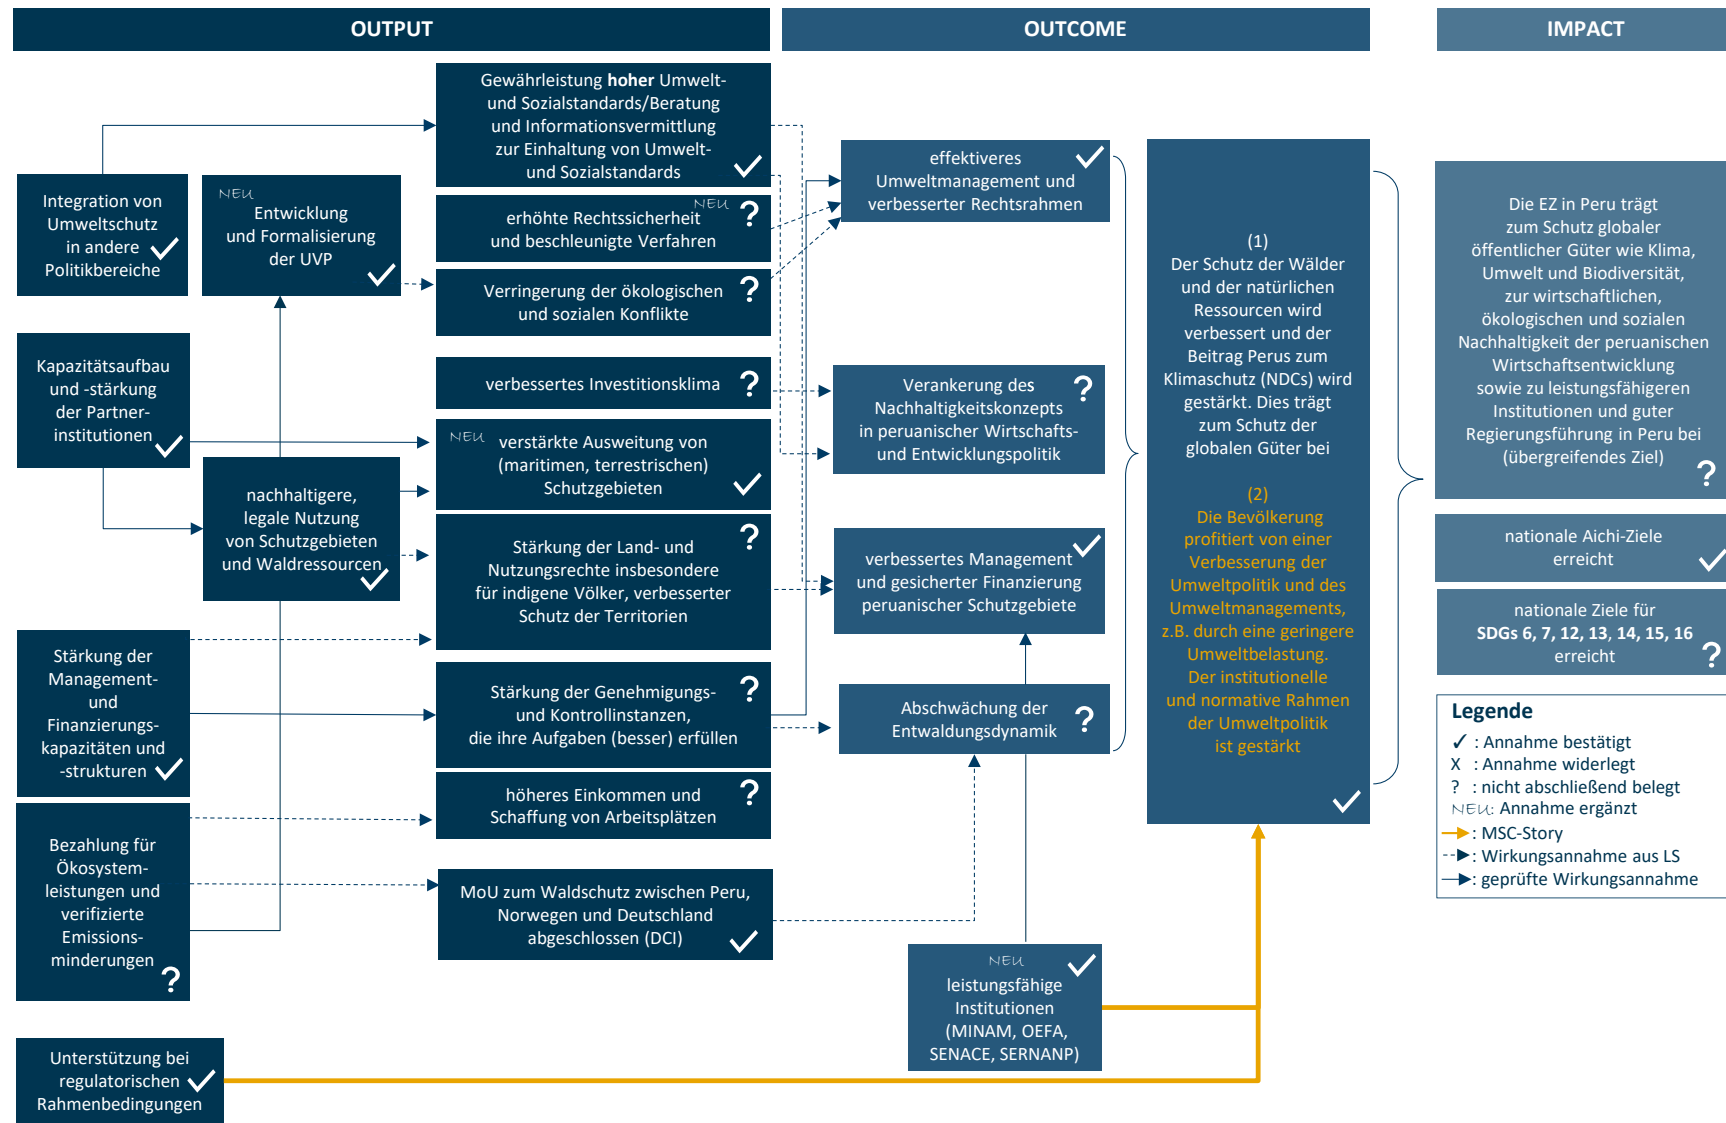 OUTPUT
OUTCOME
IMPACT
Integration von
Umweltschutz
in andere
Politikbereiche ✓
Kapazitätsaufbau
und -stärkung
der Partner-
institutionen ✓
Stärkung der
Management-
und
Finanzierungs-
kapazitäten und
-strukturen ✓
Bezahlung für
Ökosystem-
leistungen und
verifizierte
Emissions-
minderungen
?
Unterstützung bei
regulatorischen ✓
Rahmenbedingungen
NEU
Entwicklung
und Formalisierung
der UVP
✓
nachhaltigere,
legale Nutzung
von Schutzgebieten
und Waldressourcen
✓
Gewährleistung hoher Umwelt-
und Sozialstandards/Beratung
und Informationsvermittlung
zur Einhaltung von Umwelt-
und Sozialstandards ✓
NEU ?
erhöhte Rechtssicherheit
und beschleunigte Verfahren
Verringerung der ökologischen ?
und sozialen Konflikte
verbessertes Investitionsklima ?
NEU verstärkte Ausweitung von
(maritimen, terrestrischen)
Schutzgebieten ✓
?
Stärkung der Land- und
Nutzungsrechte insbesondere
für indigene Völker, verbesserter
Schutz der Territorien
Stärkung der Genehmigungs- ?
und Kontrollinstanzen,
die ihre Aufgaben (besser) erfüllen
höheres Einkommen und ?
Schaffung von Arbeitsplätzen
MoU zum Waldschutz zwischen Peru,
Norwegen und Deutschland
abgeschlossen (DCI) ✓
effektiveres ✓
Umweltmanagement und
verbesserter Rechtsrahmen
Verankerung des ?
Nachhaltigkeitskonzepts
in peruanischer Wirtschafts-
und Entwicklungspolitik
verbessertes Management ✓
und gesicherter Finanzierung
peruanischer Schutzgebiete
Abschwächung der ?
Entwaldungsdynamik
NEU ✓
leistungsfähige
Institutionen
(MINAM, OEFA,
SENACE, SERNANP)
(1)
Der Schutz der Wälder
und der natürlichen
Ressourcen wird
verbessert und der
Beitrag Perus zum
Klimaschutz (NDCs) wird
gestärkt. Dies trägt
zum Schutz der
globalen Güter bei
(2)
Die Bevölkerung
profitiert von einer
Verbesserung der
Umweltpolitik und des
Umweltmanagements,
z.B. durch eine geringere
Umweltbelastung.
Der institutionelle
und normative Rahmen
der Umweltpolitik
ist gestärkt
✓
Die EZ in Peru trägt
zum Schutz globaler
öffentlicher Güter wie Klima,
Umwelt und Biodiversität,
zur wirtschaftlichen,
ökologischen und sozialen
Nachhaltigkeit der peruanischen
Wirtschaftsentwicklung
sowie zu leistungsfähigeren
Institutionen und guter
Regierungsführung in Peru bei
(übergreifendes Ziel)
?
nationale Aichi-Ziele
erreicht ✓
nationale Ziele für
SDGs 6, 7, 12, 13, 14, 15, 16
erreicht ?
Legende
✓ : Annahme bestätigt
X : Annahme widerlegt
? : nicht abschließend belegt
NEU: Annahme ergänzt
: MSC-Story
: Wirkungsannahme aus LS
: geprüfte Wirkungsannahme